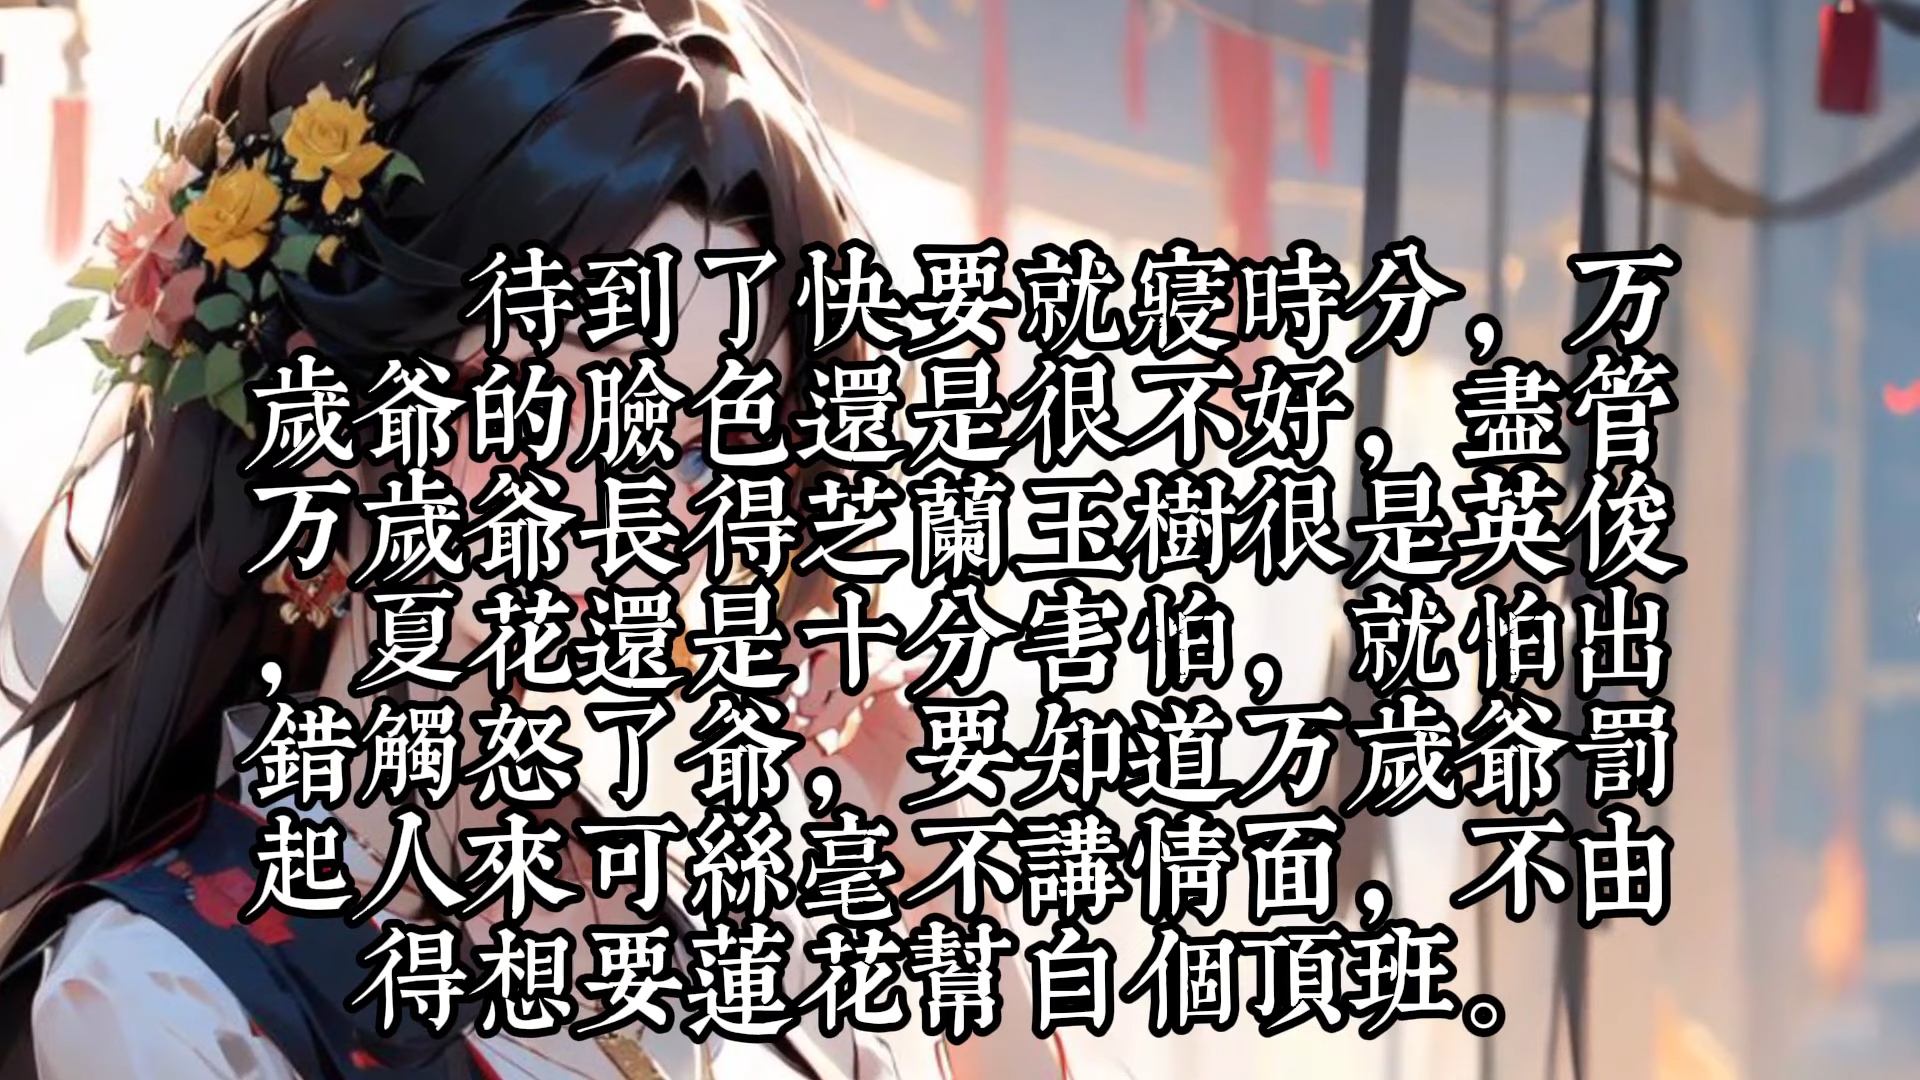 待到了快要就寢時分，万
歲爺的臉色還是很不好，盡管
万歲爺長得芝蘭玉樹很是英俊
，夏花還是十分害怕，就怕出
錯觸怒了爺，要知道万歲爺罰
起人來可絲毫不講情面，不由
得想要蓮花幫自個頂班。